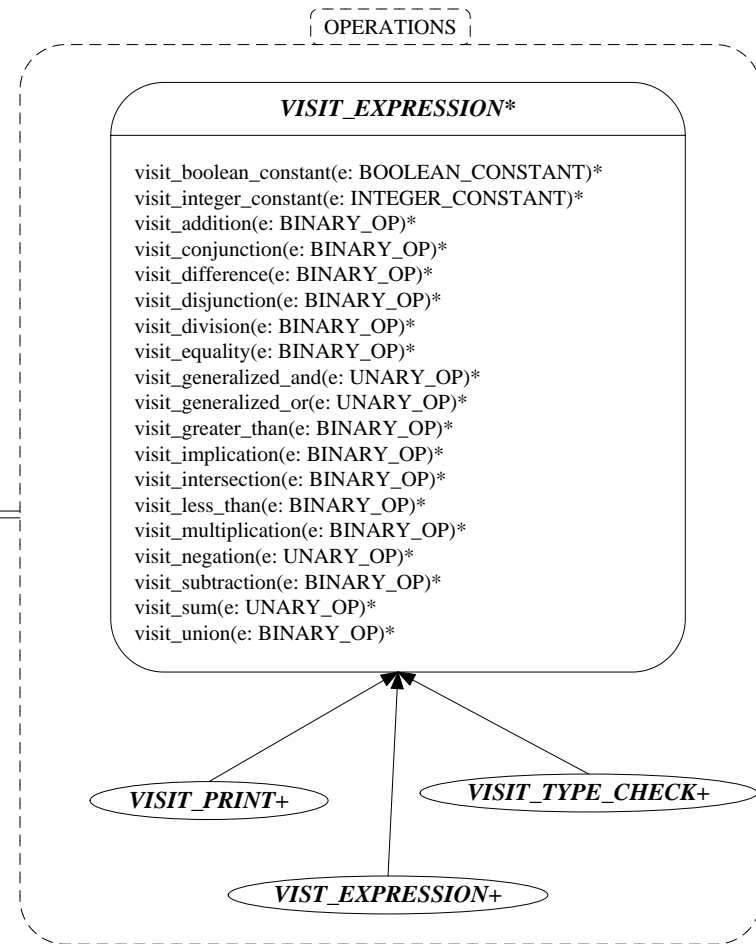 OPERATIONS
VISIT_EXPRESSION*
visit_boolean_constant(e: BOOLEAN_CONSTANT)*
visit_integer_constant(e: INTEGER_CONSTANT)*
visit_addition(e: BINARY_OP)*
visit_conjunction(e: BINARY_OP)*
visit_difference(e: BINARY_OP)*
visit_disjunction(e: BINARY_OP)*
visit_division(e: BINARY_OP)*
visit_equality(e: BINARY_OP)*
visit_generalized_and(e: UNARY_OP)*
visit_generalized_or(e: UNARY_OP)*
visit_greater_than(e: BINARY_OP)*
visit_implication(e: BINARY_OP)*
visit_intersection(e: BINARY_OP)*
visit_less_than(e: BINARY_OP)*
visit_multiplication(e: BINARY_OP)*
visit_negation(e: UNARY_OP)*
visit_subtraction(e: BINARY_OP)*
visit_sum(e: UNARY_OP)*
visit_union(e: BINARY_OP)*
VISIT_PRINT+
VISIT_TYPE_CHECK+
VIST_EXPRESSION+